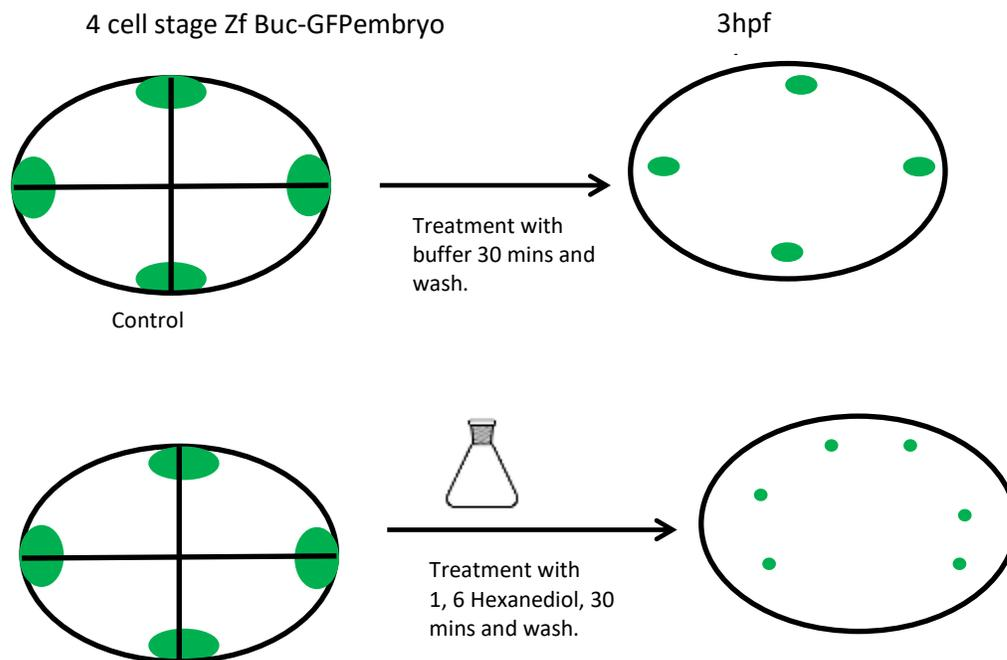 4 cell stage Zf Buc-GFPembryo
3hpf
Treatment with
buffer 30 mins and
wash.
Control
Treatment with
1, 6 Hexanediol, 30
mins and wash.